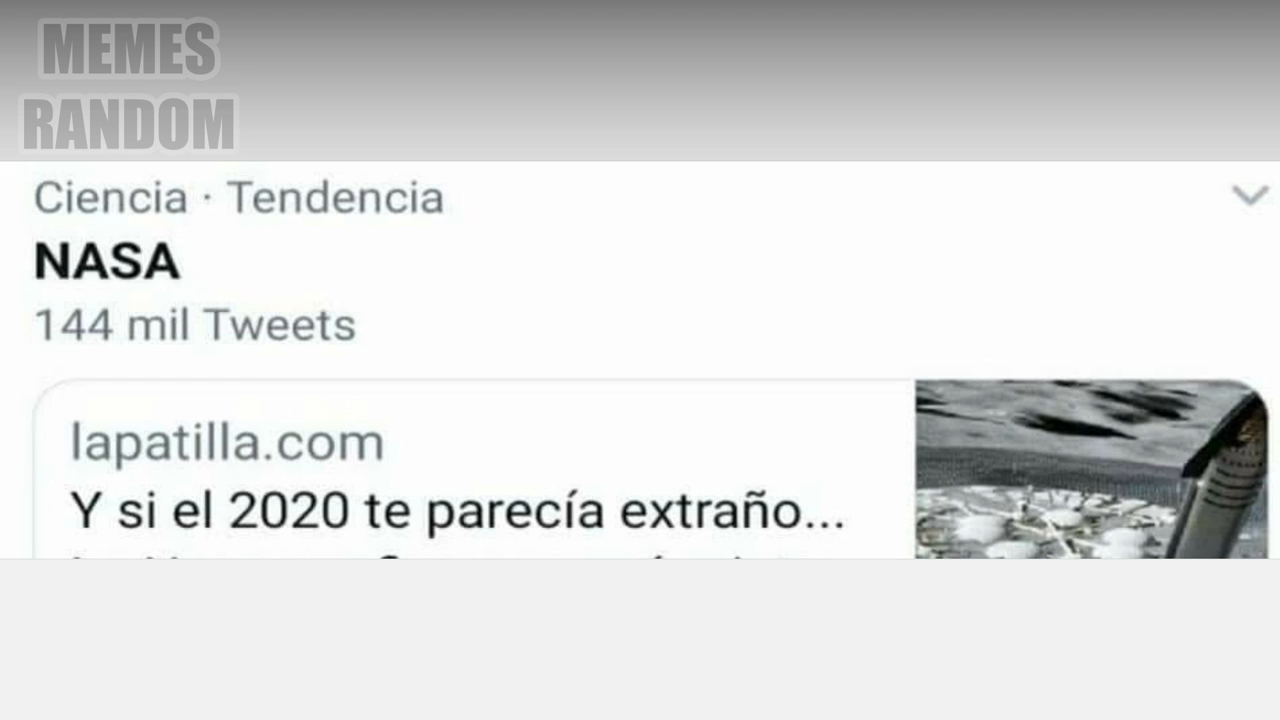 MEMES
RANDOM
Ciencia · Tendencia
NASA
144 mil Tweets
lapatilla.com
Y si el 2020 te parecía extraño...